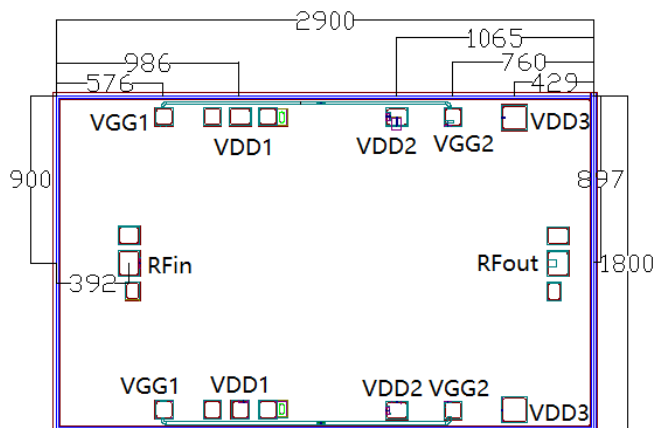 2900
1065
986
760
576
429
VGG1
VDD1
VDD2
VGG2
VDD3
900
897
RFin
RFout
1800
392
VGG1
VDD1
VDD2
VGG2
VDD3